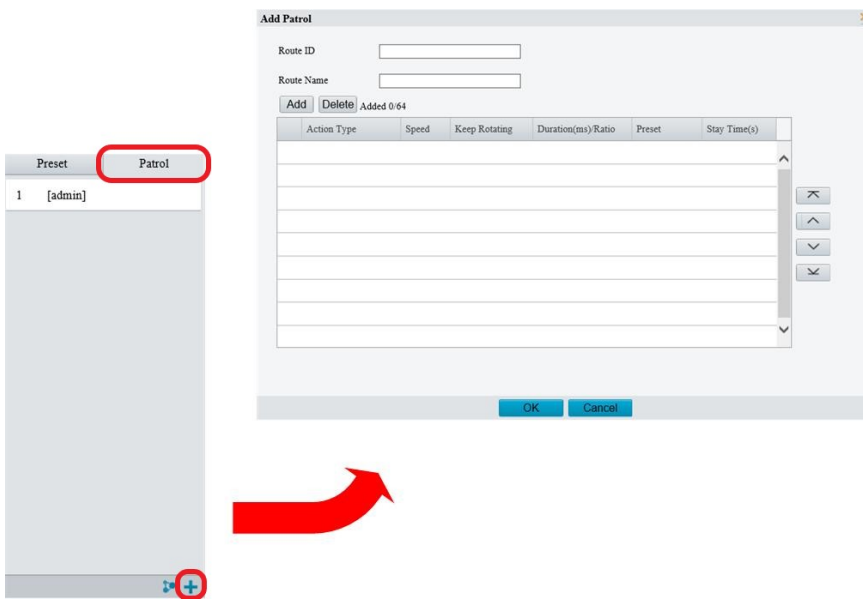 Add Patrol
Route ID
Route Name
Add Delete Added 0/64
Action Type Speed Keep Rotating Duration(ms)/Ratio Preset Stay Time(s)
OK Cancel
Preset Patrol
1 [admin]